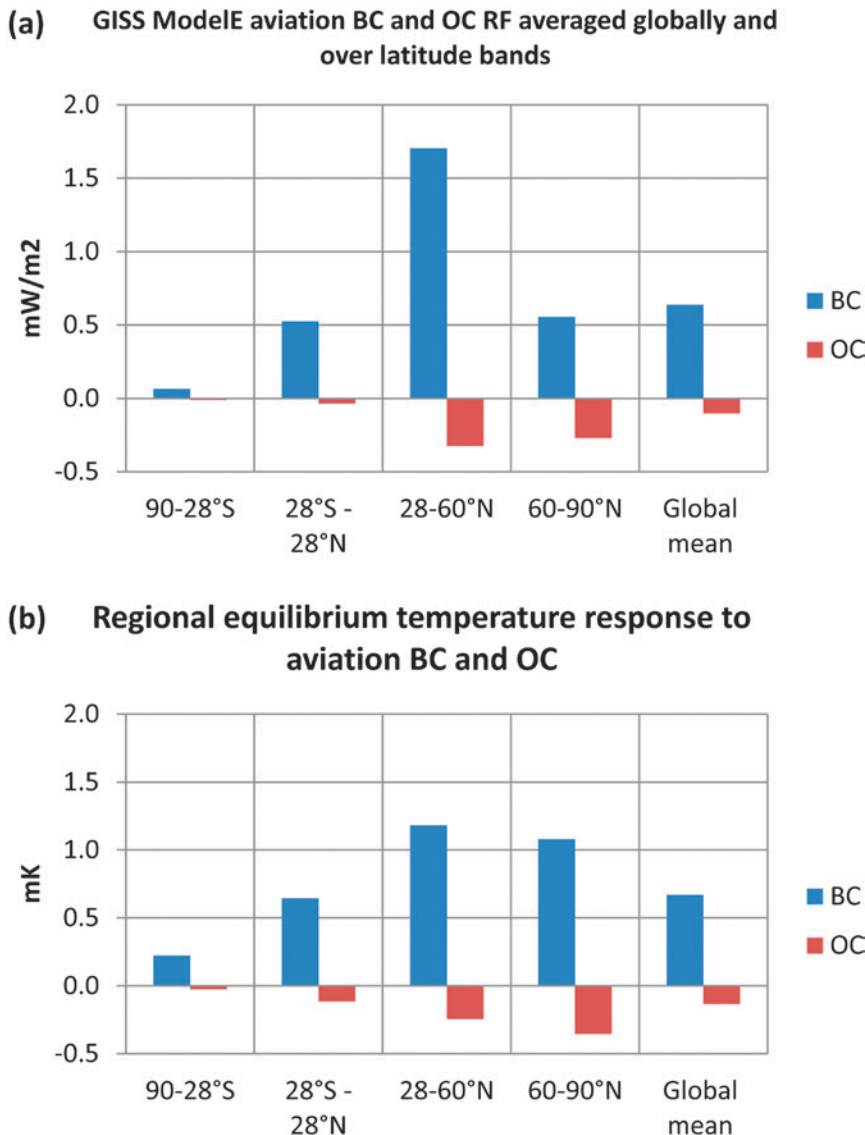 (a) GISS ModelE aviation BC and OC RF averaged globally and
over latitude bands
2.0
1.5
1.0
0.5
0.0
-0.5
mW/m2
90-28°S
28°S -
28°N
28-60°N
60-90°N
Global
mean
BC
OC
(b) Regional equilibrium temperature response to
aviation BC and OC
2.0
1.5
1.0
0.5
0.0
-0.5
mK
90-28°S
28°S -
28°N
28-60°N
60-90°N
Global
mean
BC
OC